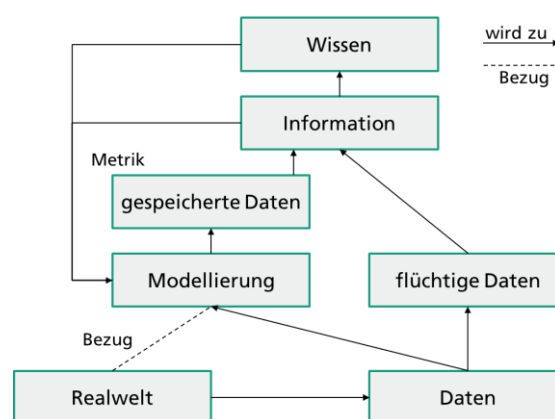 Wissen
wird zu
Bezug
Information
Metrik
gespeicherte Daten
Modellierung
flüchtige Daten
Bezug
Realwelt
Daten